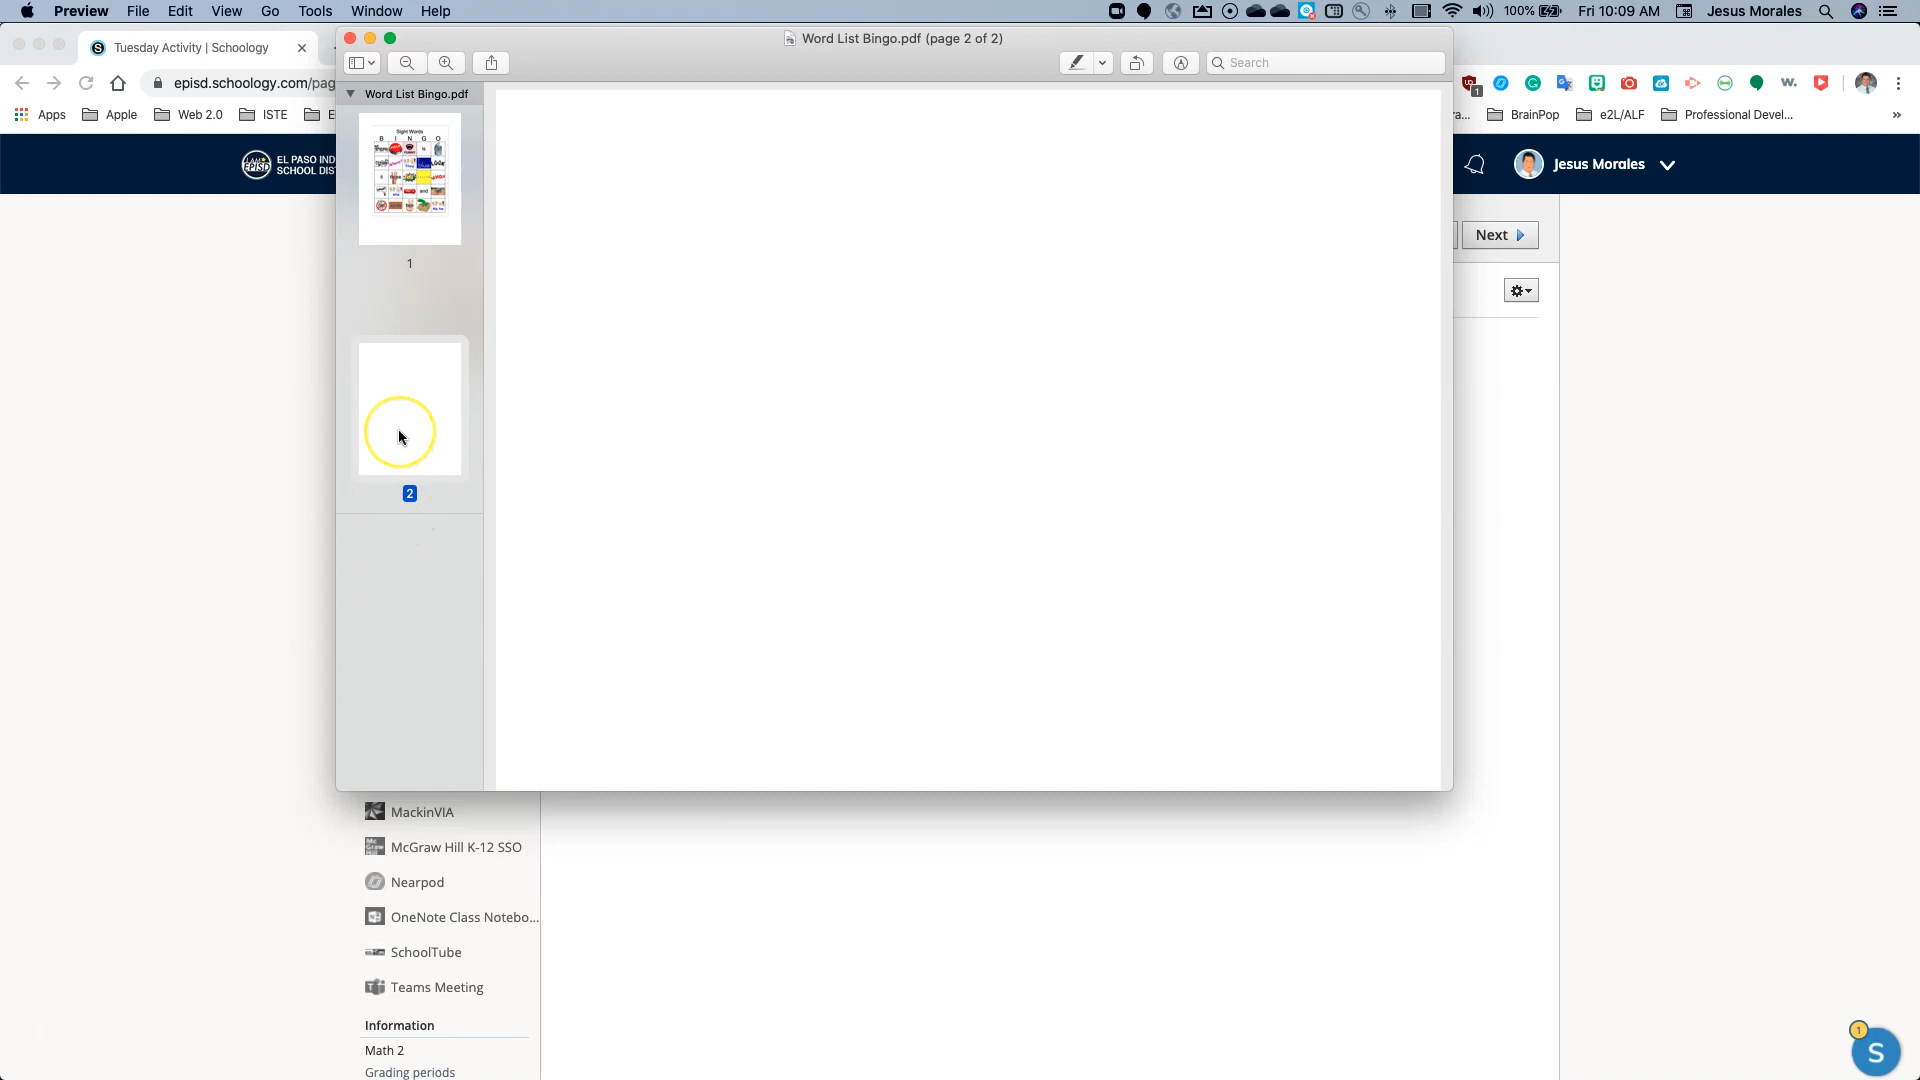 Preview File Edit View Go Tools Window Help
100% Fri 10:09 AM Jesus Morales
Tuesday Activity | Schoology
Word List Bingo.pdf (page 2 of 2)
Search
episd.schoology.com/pag
Apps Apple Web 2.0 ISTE E
BrainPop e2L/ALF Professional Devel... »
Word List Bingo.pdf
Sight Words
B I N G O
1
2
EL PASO IND
SCHOOL DIS
Jesus Morales
Next
MackinVIA
McGraw Hill K-12 SSO
Nearpod
OneNote Class Notebo...
SchoolTube
Teams Meeting
Information
Math 2
Grading periods
1
S